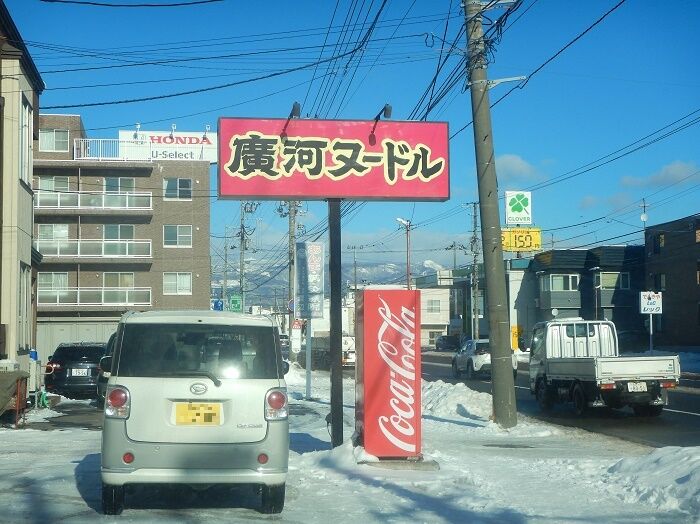 HONDA
U-Select
廣河ヌードル
CLOVER
150
Coca-Cola